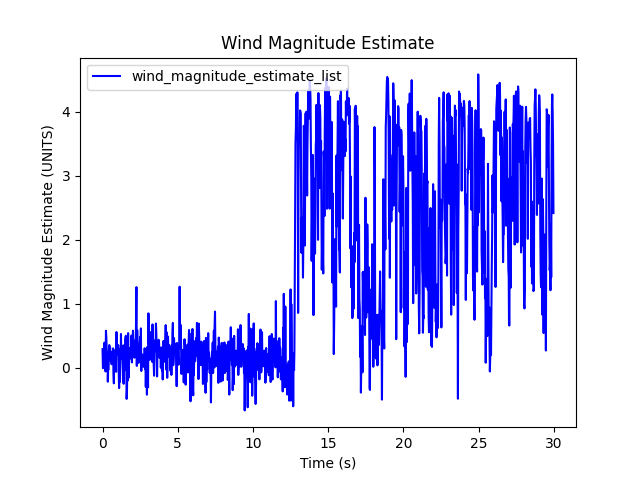 Wind Magnitude Estimate
wind_magnitude_estimate_list
Wind Magnitude Estimate (UNITS)
4
3
2
1
0
0 5 10 15 20 25 30
Time (s)